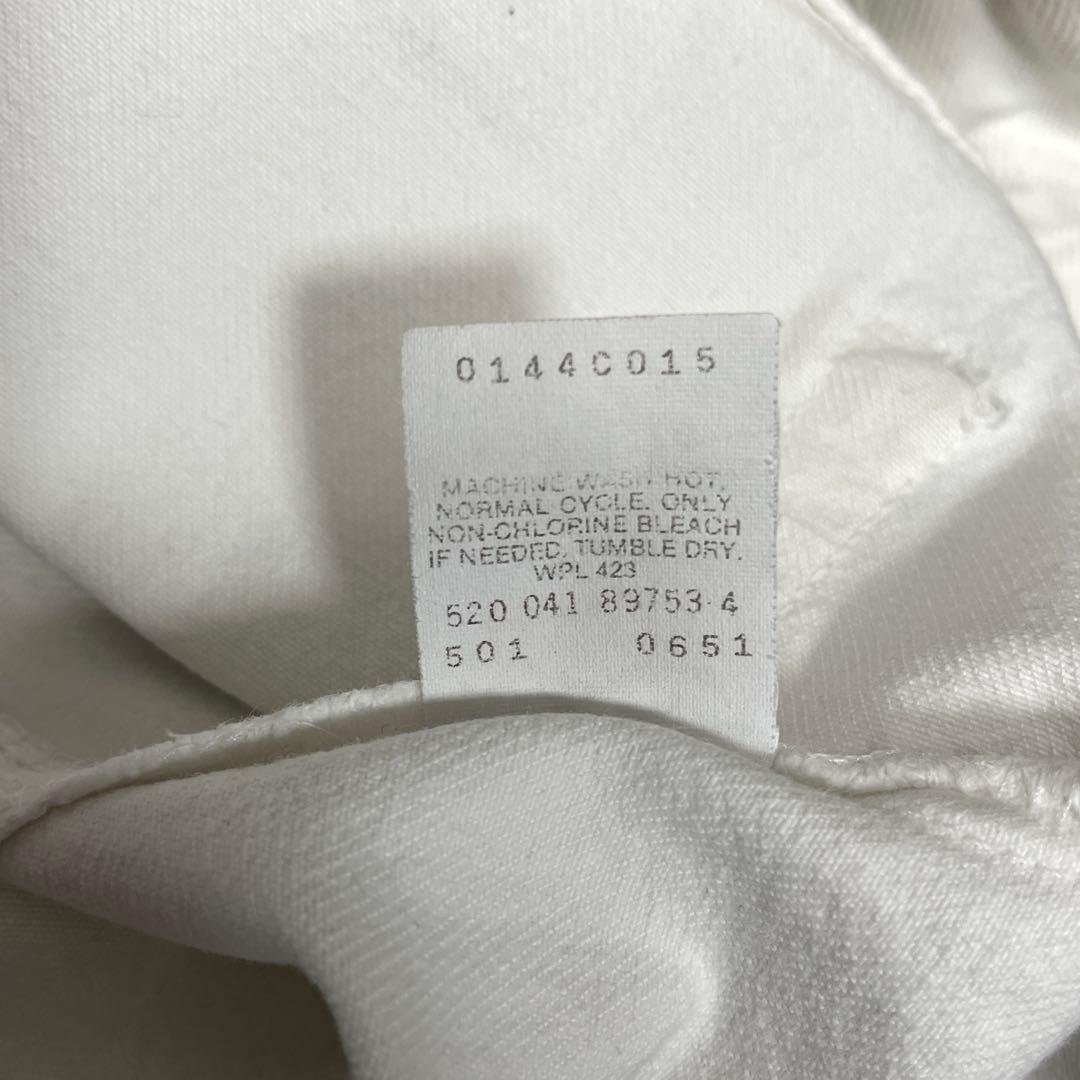 0144C015
MACHINE WASH HOT,
NORMAL CYCLE. ONLY
NON-CHLORINE BLEACH
IF NEEDED. TUMBLE DRY.
WPL 423
520 041 89753-4
501 0651